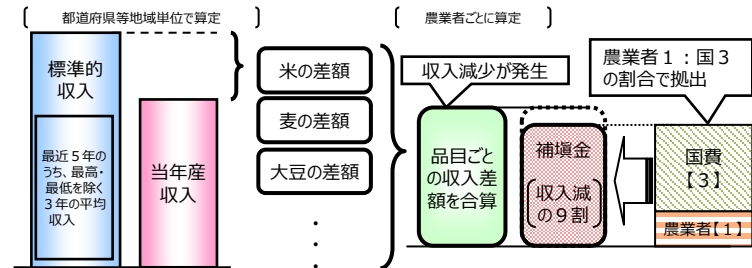 〔 都道府県等地域単位で算定 〕
〔 農業者ごとに算定 〕
標準的
収入
最近５年の
うち、最高・
最低を除く
３年の平均
収入
当年産
収入
米の差額
麦の差額
大豆の差額
・
・
・
収入減少が発生
品目ごと
の収入差
額を合算
補塡金
収入減
の９割
農業者１：国３
の割合で拠出
国費
【３】
農業者【１】